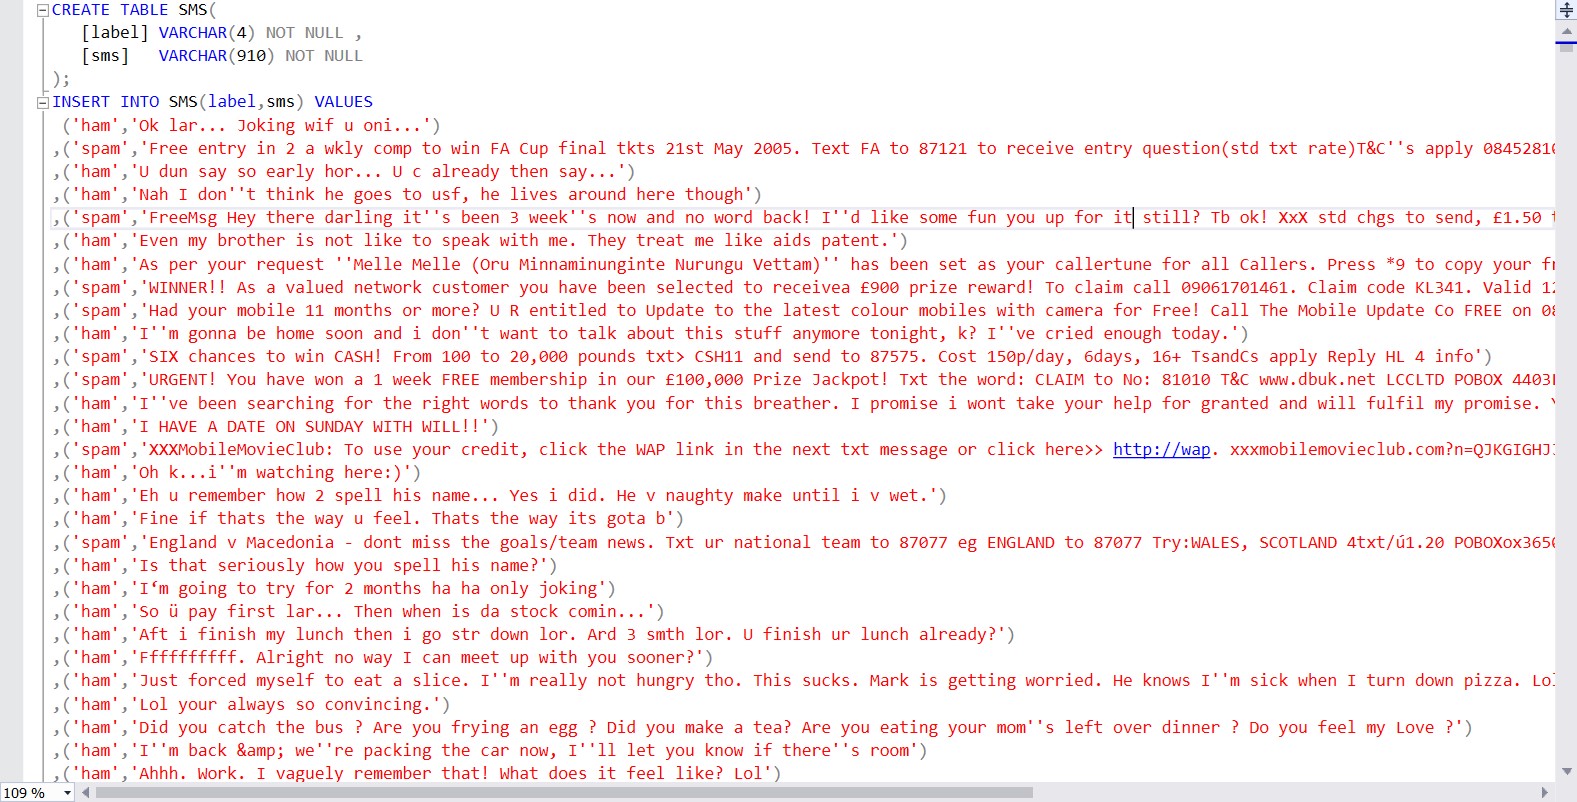 CREATE TABLE SMS(
[label] VARCHAR(4) NOT NULL ,
[sms] VARCHAR(910) NOT NULL
);
INSERT INTO SMS(label,sms) VALUES
('ham','Ok lar... Joking wif u oni...')
,('spam','Free entry in 2 a wkly comp to win FA Cup final tkts 21st May 2005. Text FA to 87121 to receive entry question(std txt rate)T&C''s apply 0845281
,('ham','U dun say so early hor... U c already then say...')
,('ham','Nah I don''t think he goes to usf, he lives around here though')
,('spam','FreeMsg Hey there darling it''s been 3 week''s now and no word back! I''d like some fun you up for it still? Tb ok! XxX std chgs to send, £1.50
,('ham','Even my brother is not like to speak with me. They treat me like aids patent.')
,('ham','As per your request ''Melle Melle (Oru Minnaminunginte Nurungu Vettam)'' has been set as your callertune for all Callers. Press *9 to copy your
,('spam','WINNER!! As a valued network customer you have been selected to receivea £900 prize reward! To claim call 09061701461. Claim code KL341. Valid 12
,('spam','Had your mobile 11 months or more? U R entitled to Update to the latest colour mobiles with camera for Free! Call The Mobile Update Co FREE on
,('ham','I''m gonna be home soon and i don''t want to talk about this stuff anymore tonight, k? I''ve cried enough today.')
,('spam','SIX chances to win CASH! From 100 to 20,000 pounds txt> CSH11 and send to 87575. Cost 150p/day, 6days, 16+ TsandCs apply Reply HL 4 info')
,('spam','URGENT! You have won a 1 week FREE membership in our £100,000 Prize Jackpot! Txt the word: CLAIM to No: 81010 T&C www.dbuk.net LCCLTD POBOX 4403
,('ham','I''ve been searching for the right words to thank you for this breather. I promise i wont take your help for granted and will fulfil my promise.
,('ham','I HAVE A DATE ON SUNDAY WITH WILL!!')
,('spam','XXXMobileMovieClub: To use your credit, click the WAP link in the next txt message or click here>> http://wap. xxxmobilemovieclub.com?n=QJKGIGHJ
,('ham','Oh k...i''m watching here:)')
,('ham','Eh u remember how 2 spell his name... Yes i did. He v naughty make until i v wet.')
,('ham','Fine if thats the way u feel. Thats the way its gota b')
,('spam','England v Macedonia - dont miss the goals/team news. Txt ur national team to 87077 eg ENGLAND to 87077 Try:WALES, SCOTLAND 4txt/ú1.20 POBOXox365
,('ham','Is that seriously how you spell his name?')
,('ham','I‘m going to try for 2 months ha ha only joking')
,('ham','So ü pay first lar... Then when is da stock comin...')
,('ham','Aft i finish my lunch then i go str down lor. Ard 3 smth lor. U finish ur lunch already?')
,('ham','Ffffffffff. Alright no way I can meet up with you sooner?')
,('ham','Just forced myself to eat a slice. I''m really not hungry tho. This sucks. Mark is getting worried. He knows I''m sick when I turn down pizza. Lol
,('ham','Lol your always so convincing.')
,('ham','Did you catch the bus ? Are you frying an egg ? Did you make a tea? Are you eating your mom''s left over dinner ? Do you feel my Love ?')
,('ham','I''m back &amp; we''re packing the car now, I''ll let you know if there''s room')
,('ham','Ahhh. Work. I vaguely remember that! What does it feel like? Lol')
109 %